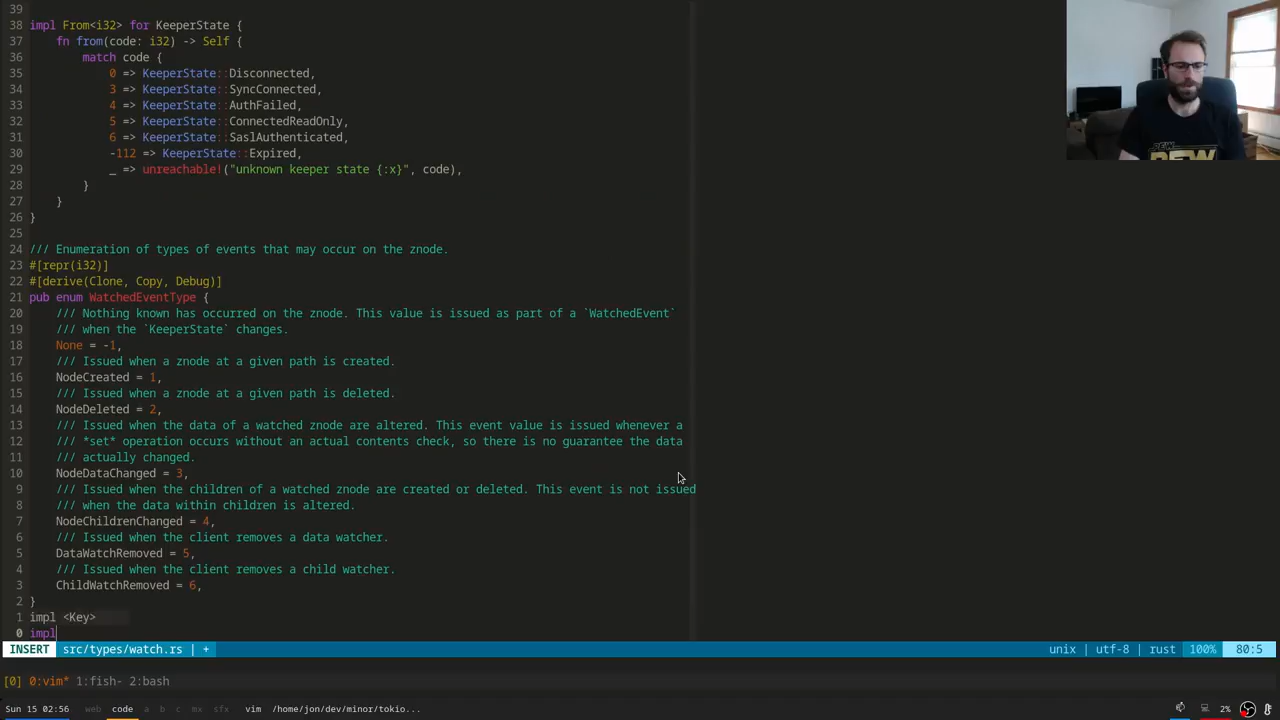 39
38 impl From<i32> for KeeperState {
37     fn from(code: i32) -> Self {
36         match code {
35             0 => KeeperState::Disconnected,
34             3 => KeeperState::SyncConnected,
33             4 => KeeperState::AuthFailed,
32             5 => KeeperState::ConnectedReadOnly,
31             6 => KeeperState::SaslAuthenticated,
30             -112 => KeeperState::Expired,
29             _ => unreachable!("unknown keeper state {:x}", code),
28         }
27     }
26 }
25
24 /// Enumeration of types of events that may occur on the znode.
23 #[repr(i32)]
22 #[derive(Clone, Copy, Debug)]
21 pub enum WatchedEventType {
20     /// Nothing known has occurred on the znode. This value is issued as part of a `WatchedEvent`
19     /// when the `KeeperState` changes.
18     None = -1,
17     /// Issued when a znode at a given path is created.
16     NodeCreated = 1,
15     /// Issued when a znode at a given path is deleted.
14     NodeDeleted = 2,
13     /// Issued when the data of a watched znode are altered. This event value is issued whenever a
12     /// *set* operation occurs without an actual contents check, so there is no guarantee the data
11     /// actually changed.
10     NodeDataChanged = 3,
9     /// Issued when the children of a watched znode are created or deleted. This event is not issued
8     /// when the data within children is altered.
7     NodeChildrenChanged = 4,
6     /// Issued when the client removes a data watcher.
5     DataWatchRemoved = 5,
4     /// Issued when the client removes a child watcher.
3     ChildWatchRemoved = 6,
2 }
1 impl <Key>
0 impl
INSERT src/types/watch.rs | + unix | utf-8 | rust 100% 80:5
[0] 0:vim* 1:fish- 2:bash
Sun 15 02:56 web code a b c mx sfx vim /home/jon/dev/minor/tokio... 2%